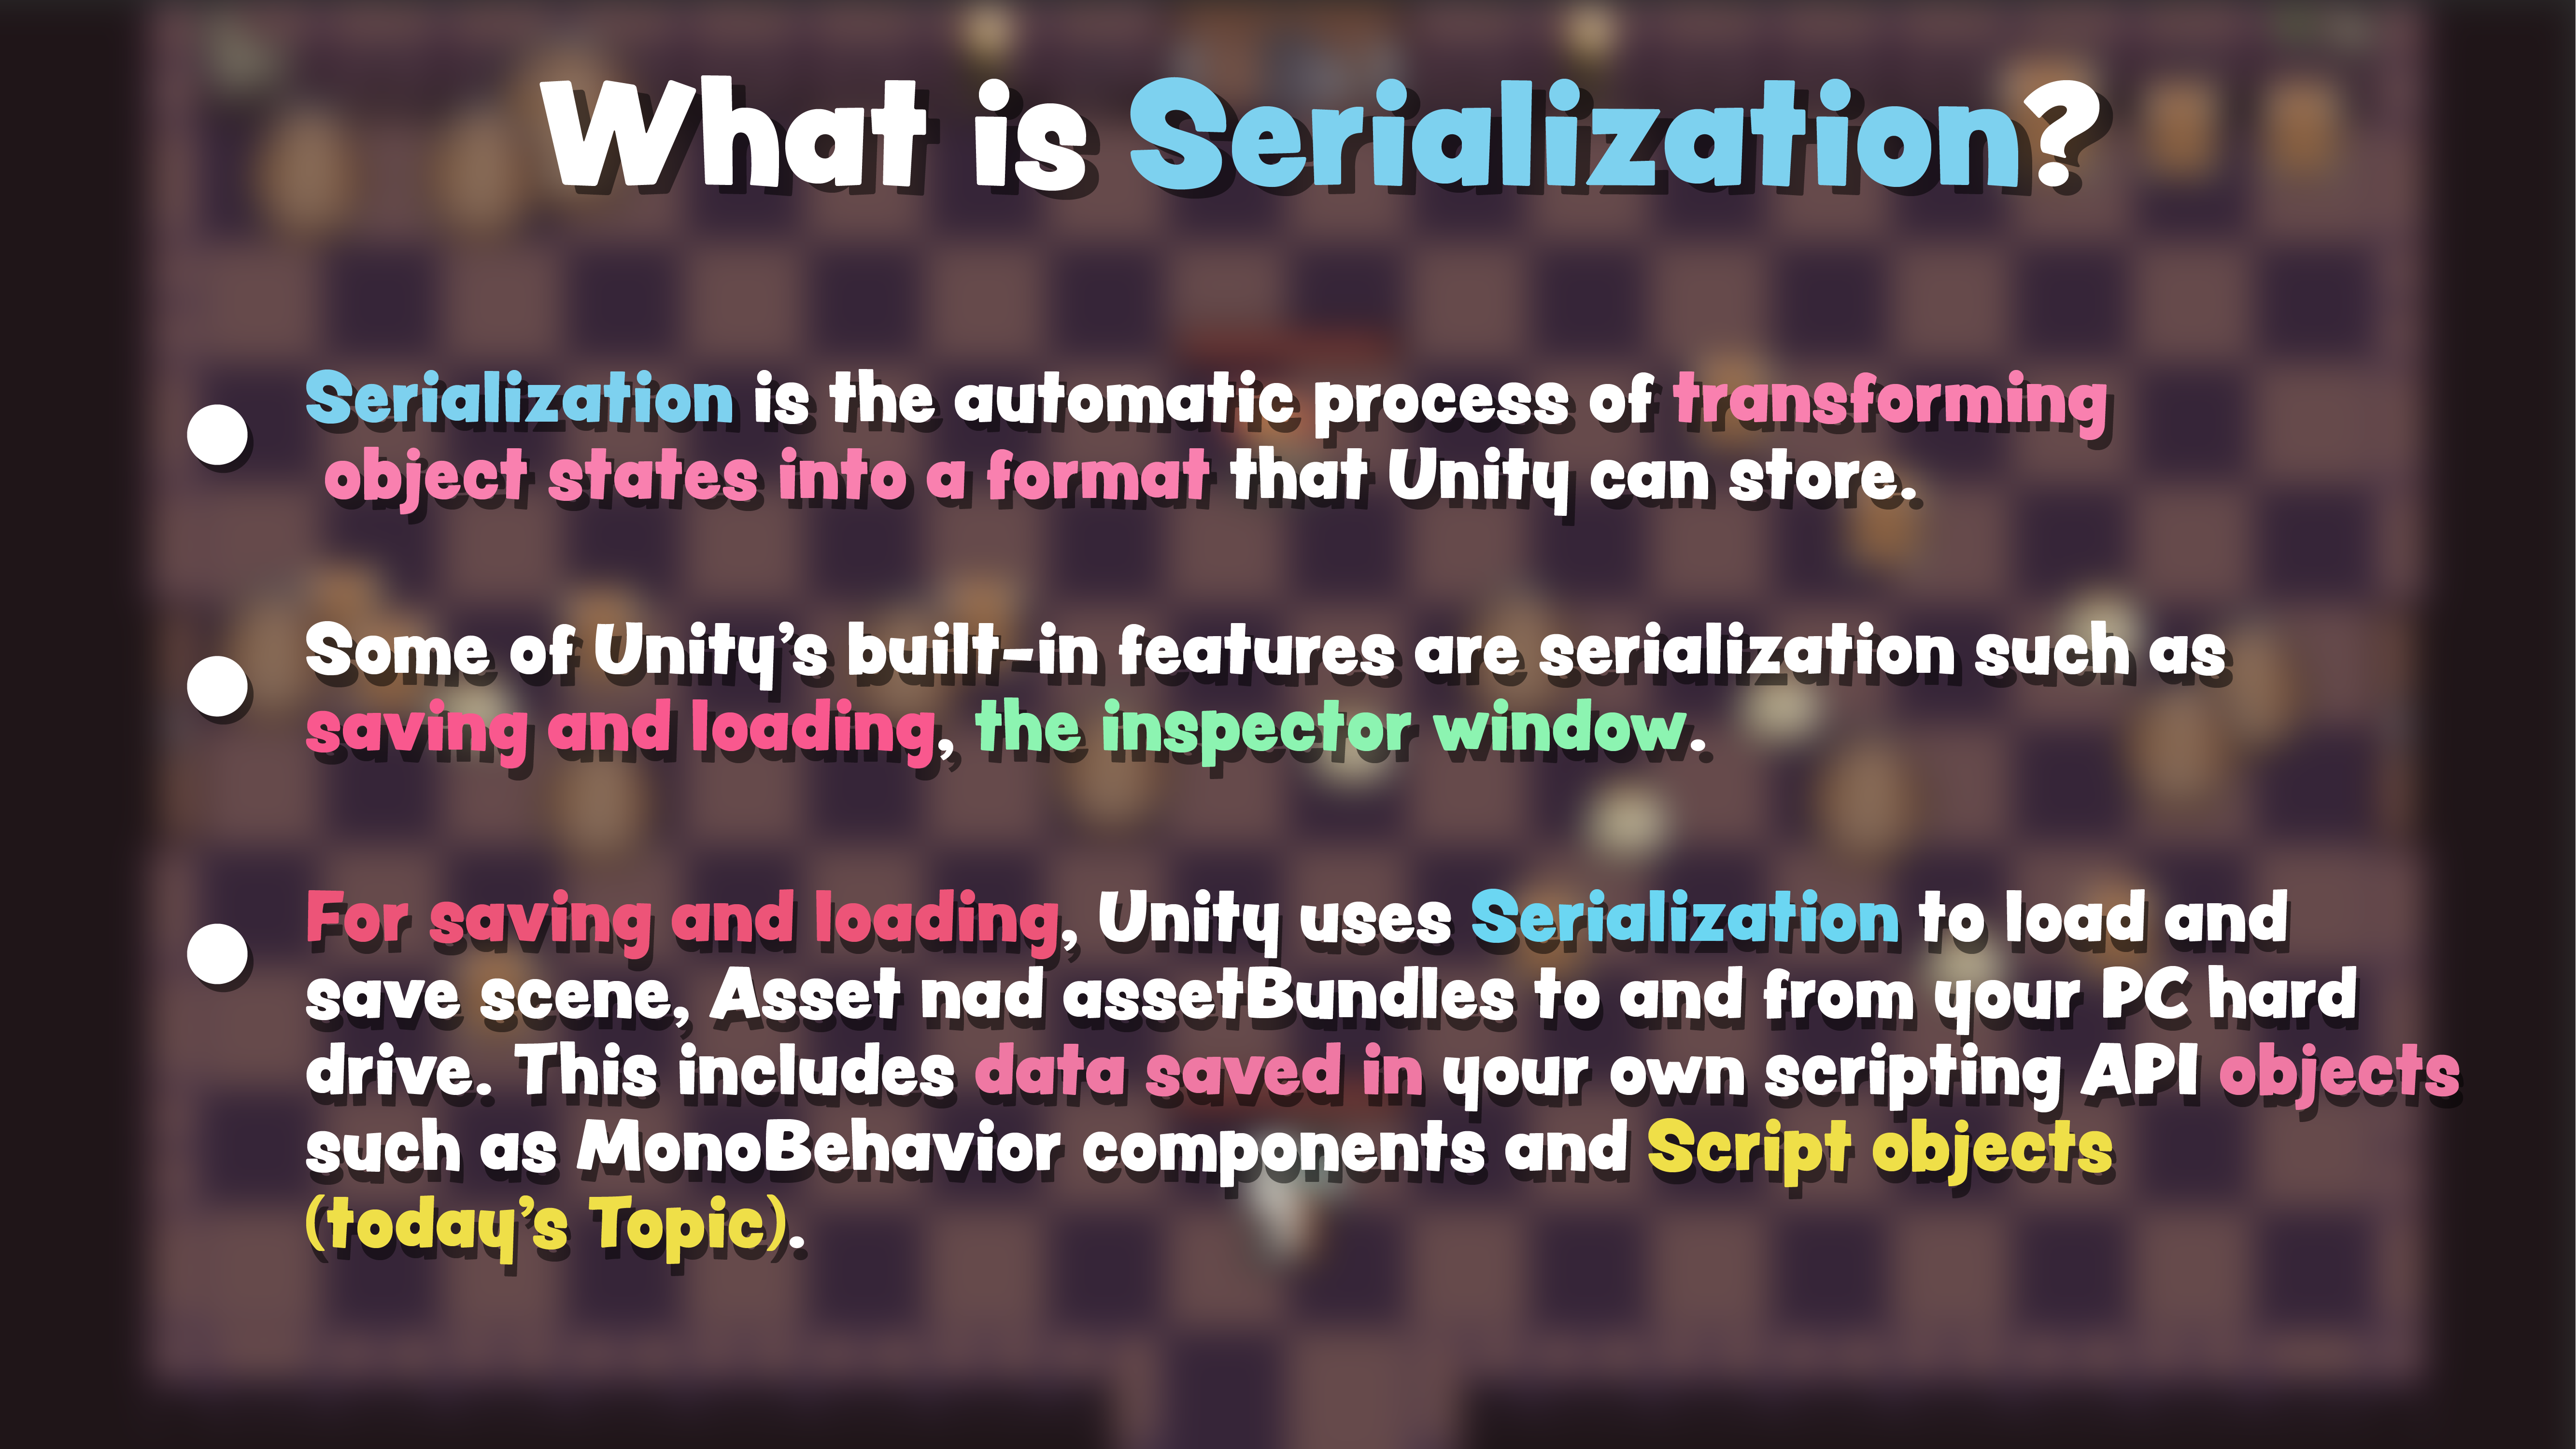 What is Serialization?
Serialization is the automatic process of transforming
object states into a format that Unity can store.
Some of Unity’s built-in features are serialization such as
saving and loading, the inspector window.
For saving and loading, Unity uses Serialization to load and
save scene, Asset nad assetBundles to and from your PC hard
drive. This includes data saved in your own scripting API objects
such as MonoBehavior components and Script objects
(today’s Topic).